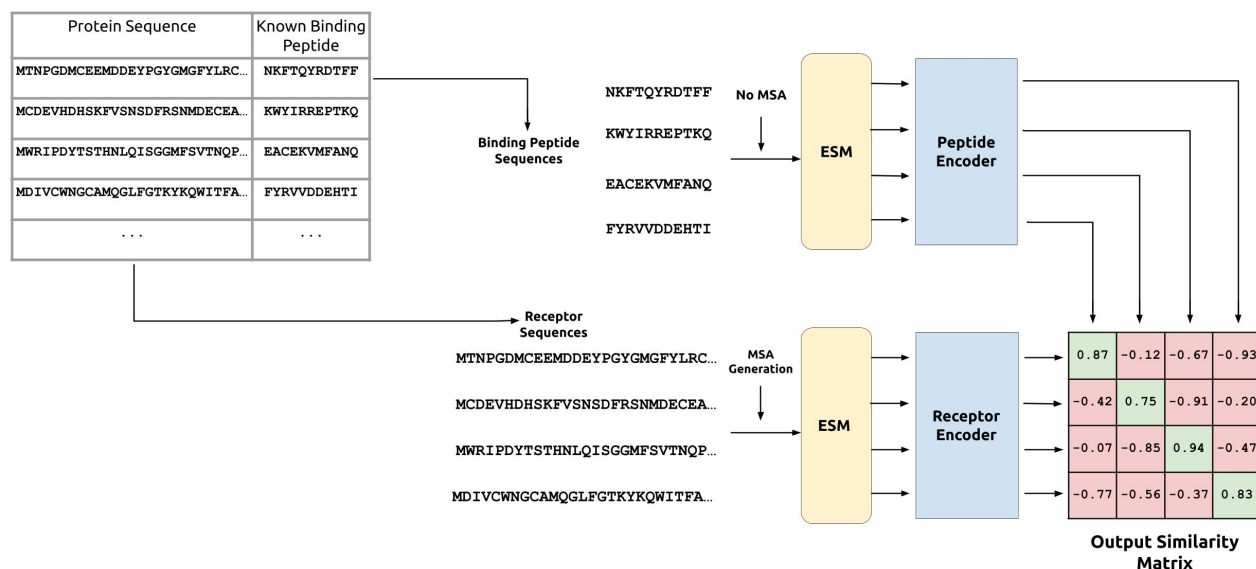 Protein Sequence
Known Binding
Peptide
MTNPGDMCEEMDDEYPGYGMGFYLRC...
NKFTQYRDTFF
MCDEVHDHSKFVSNSDFRSNMDECEA...
KWYIRREPTKQ
MWRIPDYTSTHNLQISGGMFSVTNQP...
EACEKVMFANQ
MDIVCWNGCAMQGLFGTKYKQWITFA...
FYRVVDDEHTI
...
...
Binding Peptide
Sequences
NKFTQYRDTFF
KWYIRREPTKQ
EACEKVMFANQ
FYRVVDDEHTI
No MSA
ESM
Peptide
Encoder
Receptor
Sequences
MTNPGDMCEEMDDEYPGYGMGFYLRC...
MCDEVHDHSKFVSNSDFRSNMDECEA...
MWRIPDYTSTHNLQISGGMFSVTNQP...
MDIVCWNGCAMQGLFGTKYKQWITFA...
MSA
Generation
ESM
Receptor
Encoder
0.87 -0.12 -0.67 -0.93
-0.42 0.75 -0.91 -0.20
-0.07 -0.85 0.94 -0.47
-0.77 -0.56 -0.37 0.83
Output Similarity
Matrix